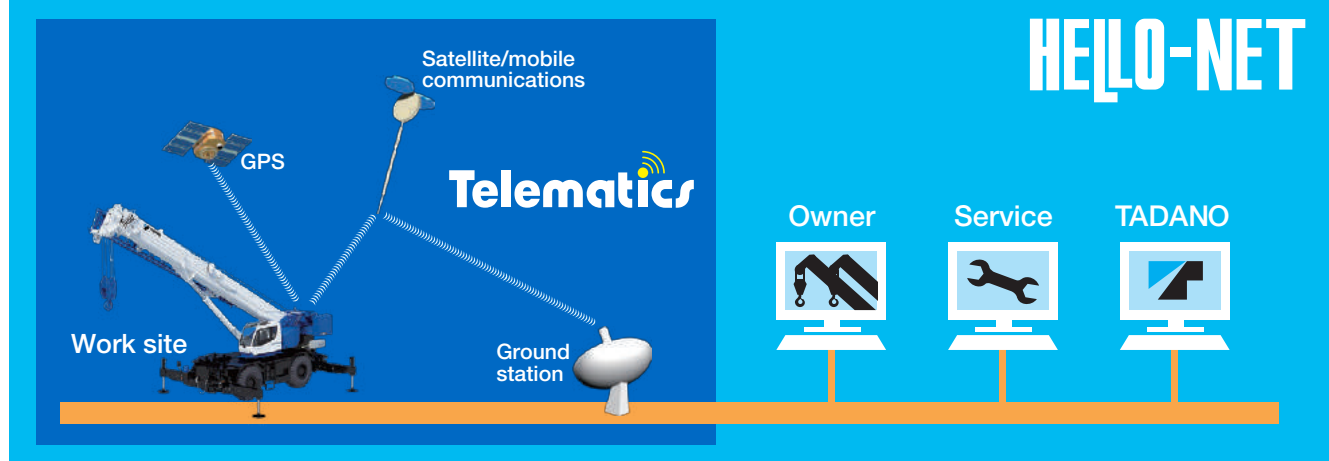 HELLO-NET
Satellite/mobile
communications
GPS
Telematics
Owner
Service
TADANO
Work site
Ground
station